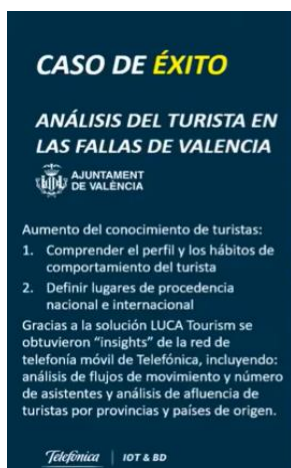 CASO DE ÉXITO
ANÁLISIS DEL TURISTA EN
LAS FALLAS DE VALENCIA
AJUNTAMENT
DE VALÈNCIA
Aumento del conocimiento de turistas:
1. Comprender el perfil y los hábitos de
comportamiento del turista
2. Definir lugares de procedencia
nacional e internacional
Gracias a la solución LUCA Tourism se
obtuvieron “insights” de la red de
telefonía móvil de Telefónica, incluyendo:
análisis de flujos de movimiento y número
de asistentes y análisis de afluencia de
turistas por provincias y países de origen.
Telefónica | IOT & BD